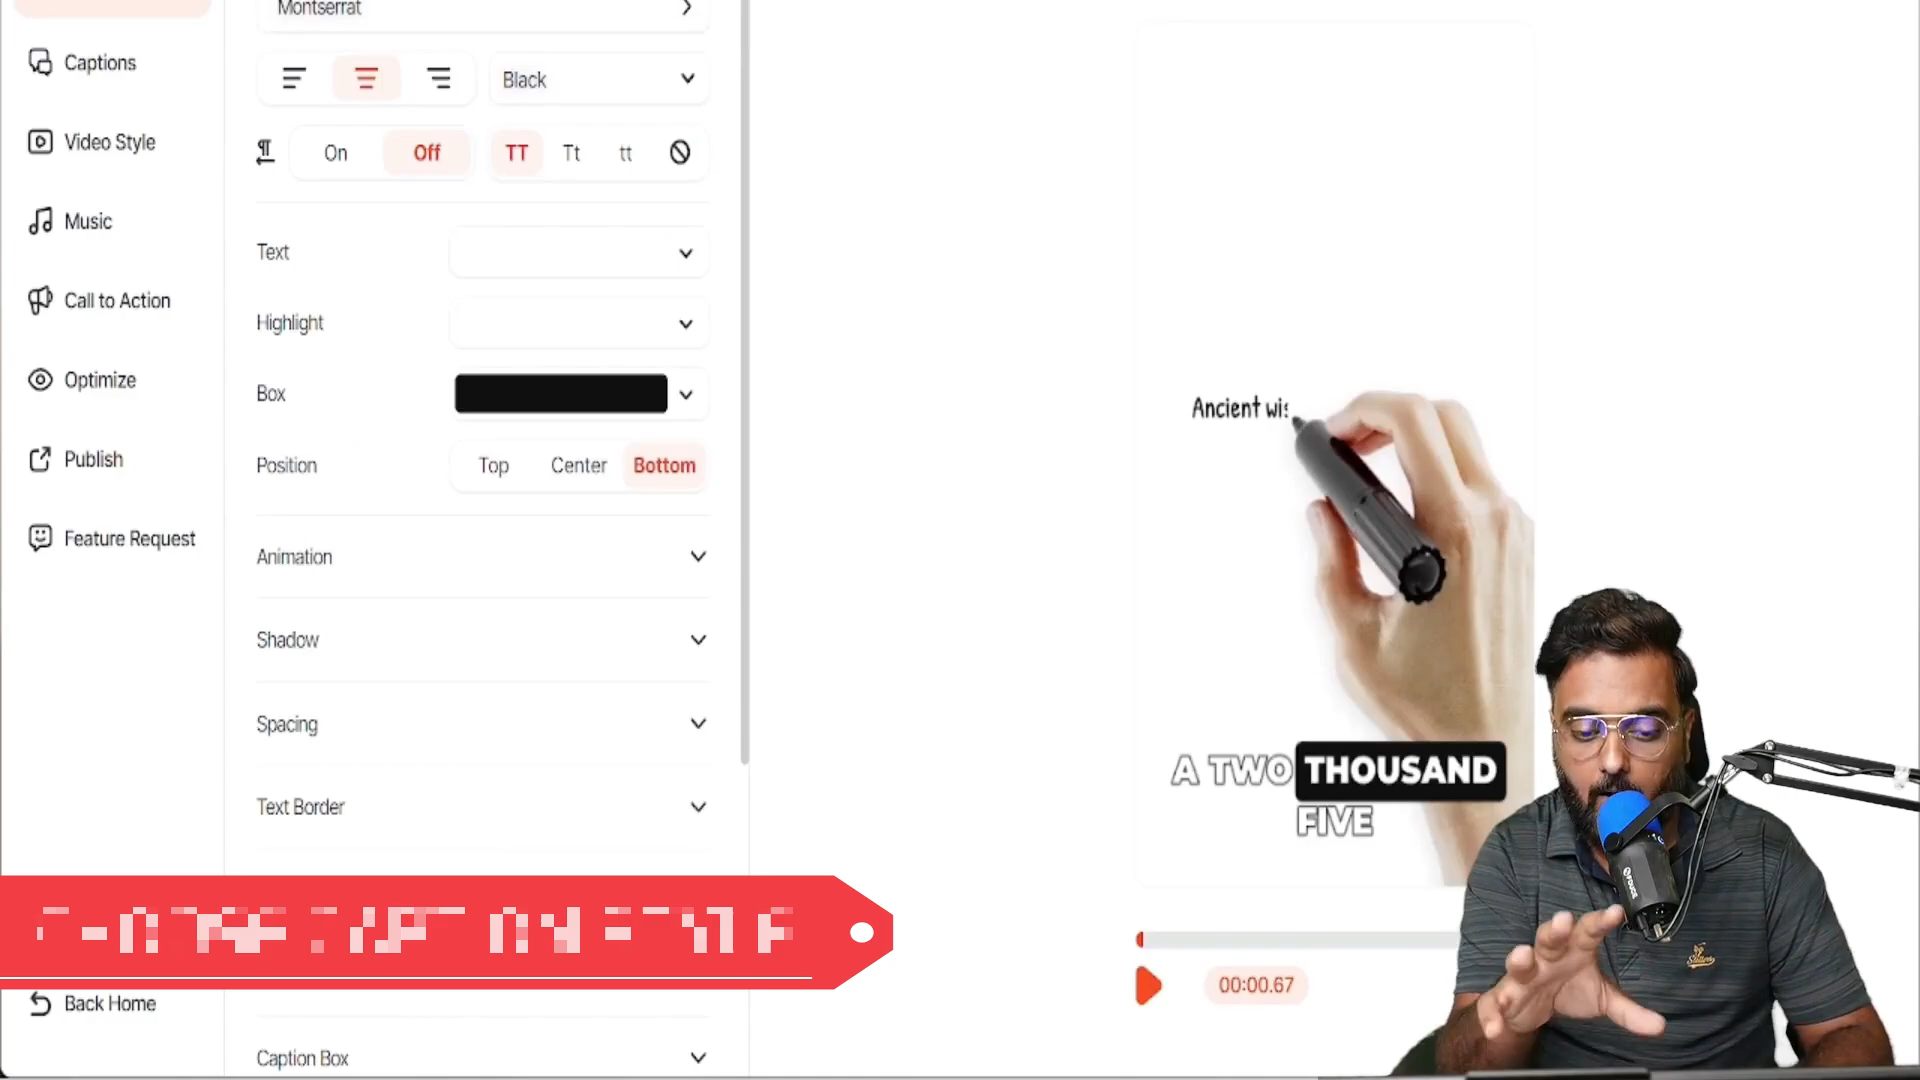 Montserrat
Captions
Black
Video Style
On
Off
TT
Tt
tt
Music
Text
Call to Action
Highlight
Optimize
Box
Publish
Position
Top
Center
Bottom
Feature Request
Animation
Shadow
Spacing
Text Border
Back Home
Caption Box
Ancient wis
A TWO THOUSAND
FIVE
00:00.67